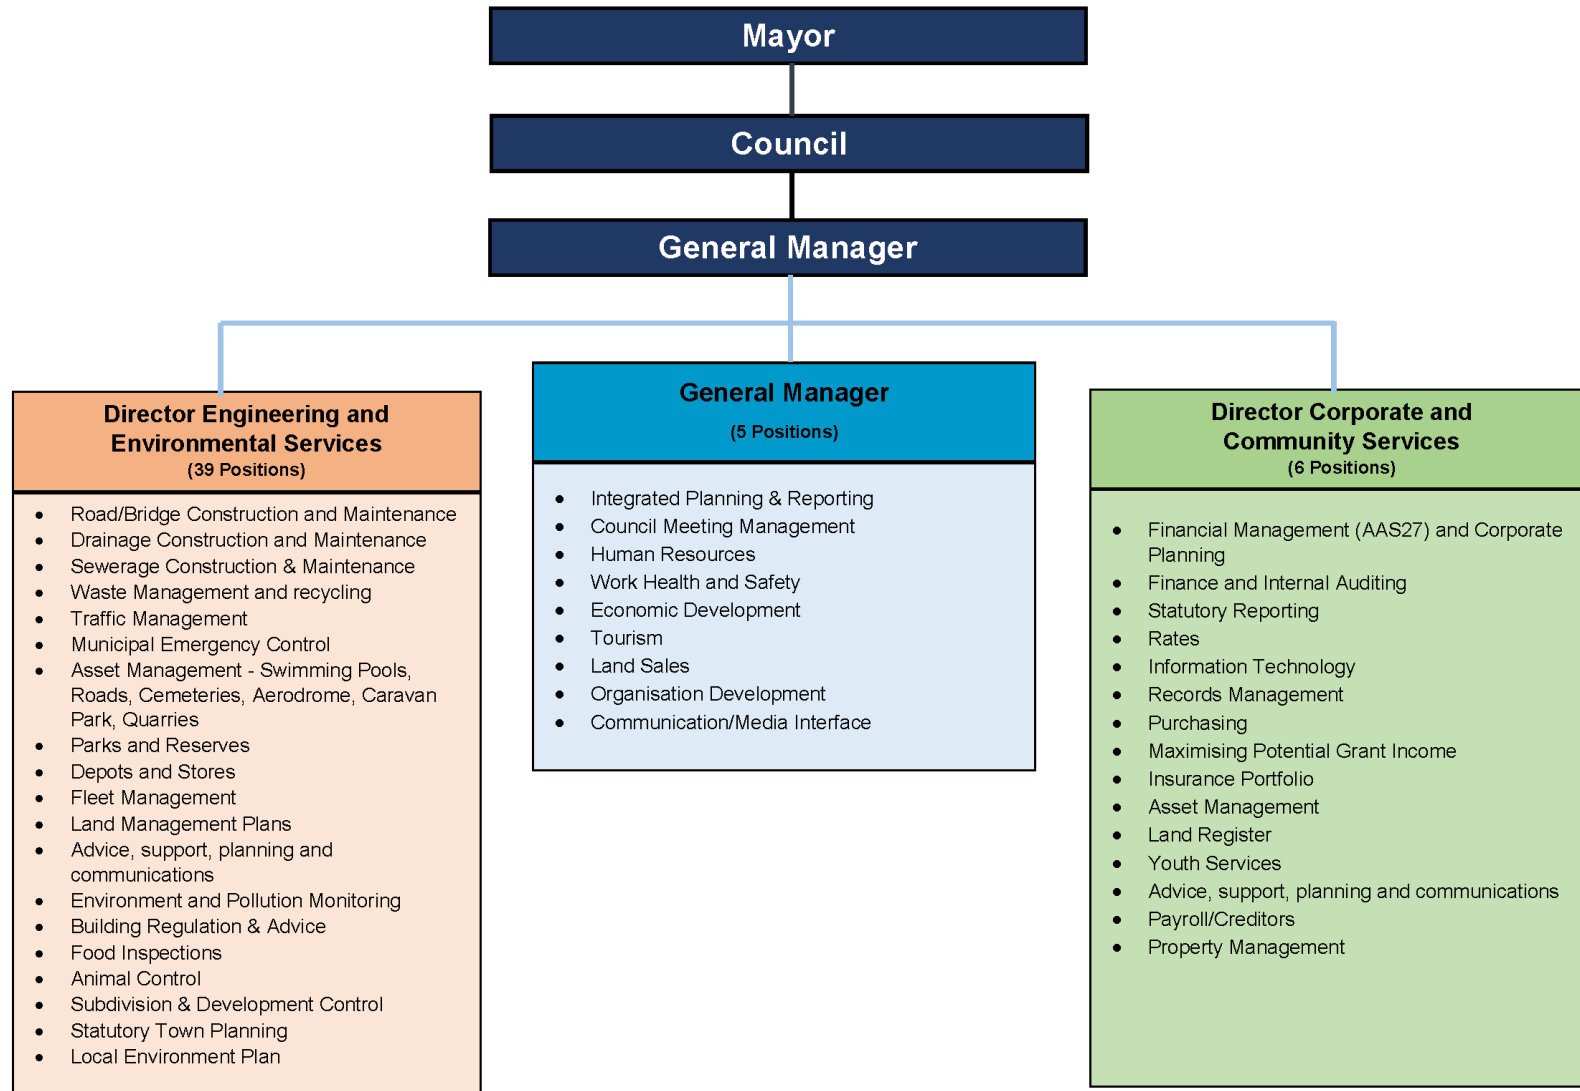 Mayor
Council
General Manager
Director Engineering and
Environmental Services
(39 Positions)
• Road/Bridge Construction and Maintenance
• Drainage Construction and Maintenance
• Sewerage Construction & Maintenance
• Waste Management and recycling
• Traffic Management
• Municipal Emergency Control
• Asset Management - Swimming Pools,
Roads, Cemeteries, Aerodrome, Caravan
Park, Quarries
• Parks and Reserves
• Depots and Stores
• Fleet Management
• Land Management Plans
• Advice, support, planning and
communications
• Environment and Pollution Monitoring
• Building Regulation & Advice
• Food Inspections
• Animal Control
• Subdivision & Development Control
• Statutory Town Planning
• Local Environment Plan
General Manager
(5 Positions)
• Integrated Planning & Reporting
• Council Meeting Management
• Human Resources
• Work Health and Safety
• Economic Development
• Tourism
• Land Sales
• Organisation Development
• Communication/Media Interface
Director Corporate and
Community Services
(6 Positions)
• Financial Management (AAS27) and Corporate
Planning
• Finance and Internal Auditing
• Statutory Reporting
• Rates
• Information Technology
• Records Management
• Purchasing
• Maximising Potential Grant Income
• Insurance Portfolio
• Asset Management
• Land Register
• Youth Services
• Advice, support, planning and communications
• Payroll/Creditors
• Property Management